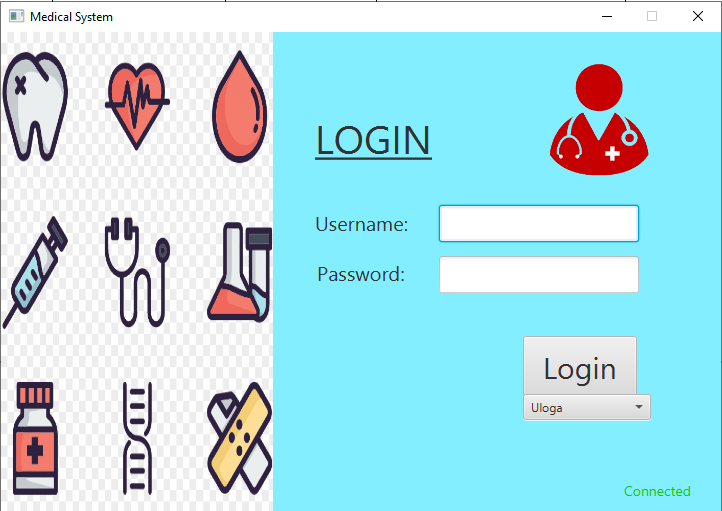 Medical System
LOGIN
Username:
Password:
Login
Uloga
Connected